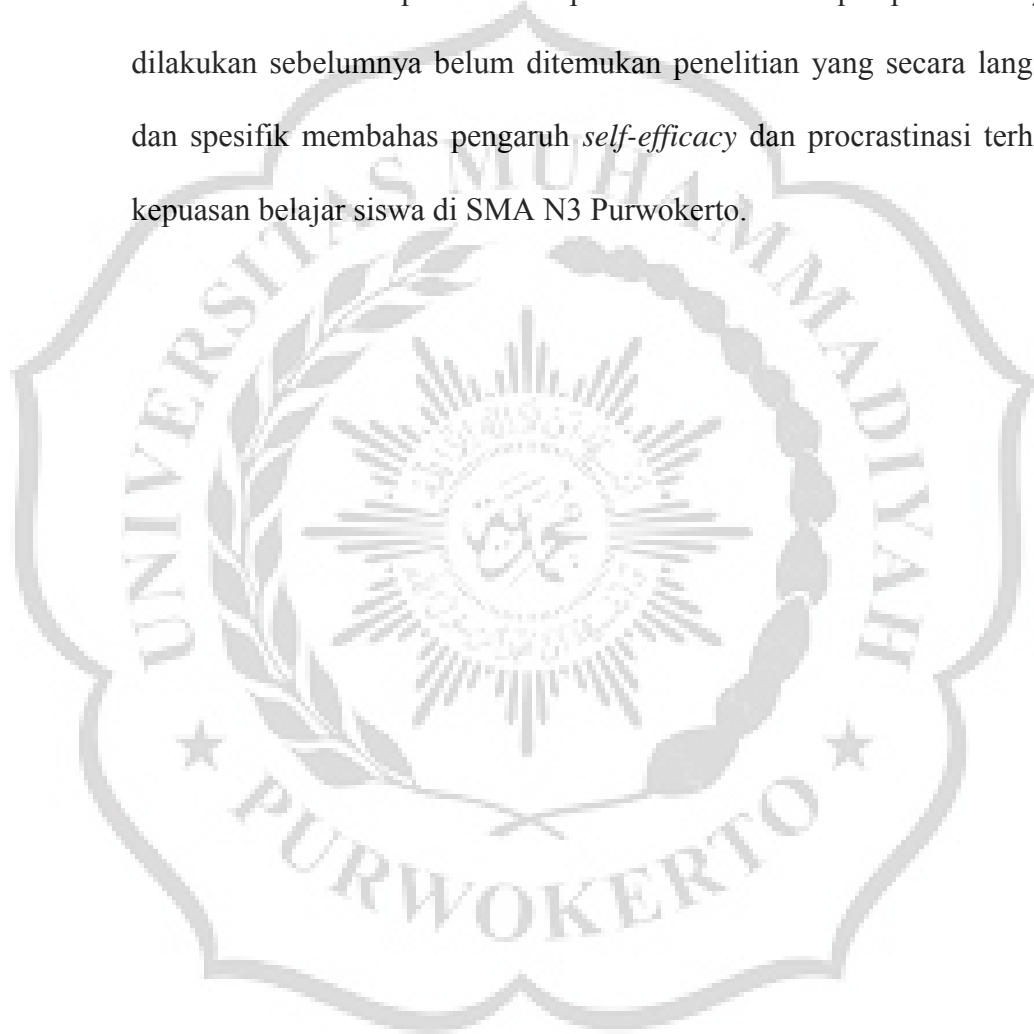 dilakukan sebelumnya belum ditemukan penelitian yang secara lang
dan spesifik membahas pengaruh self-efficacy dan procrastinasi terh
kepuasan belajar siswa di SMA N3 Purwokerto.
UNIVERSITAS MUHAMMADIYAH
★ PURWOKERTO ★